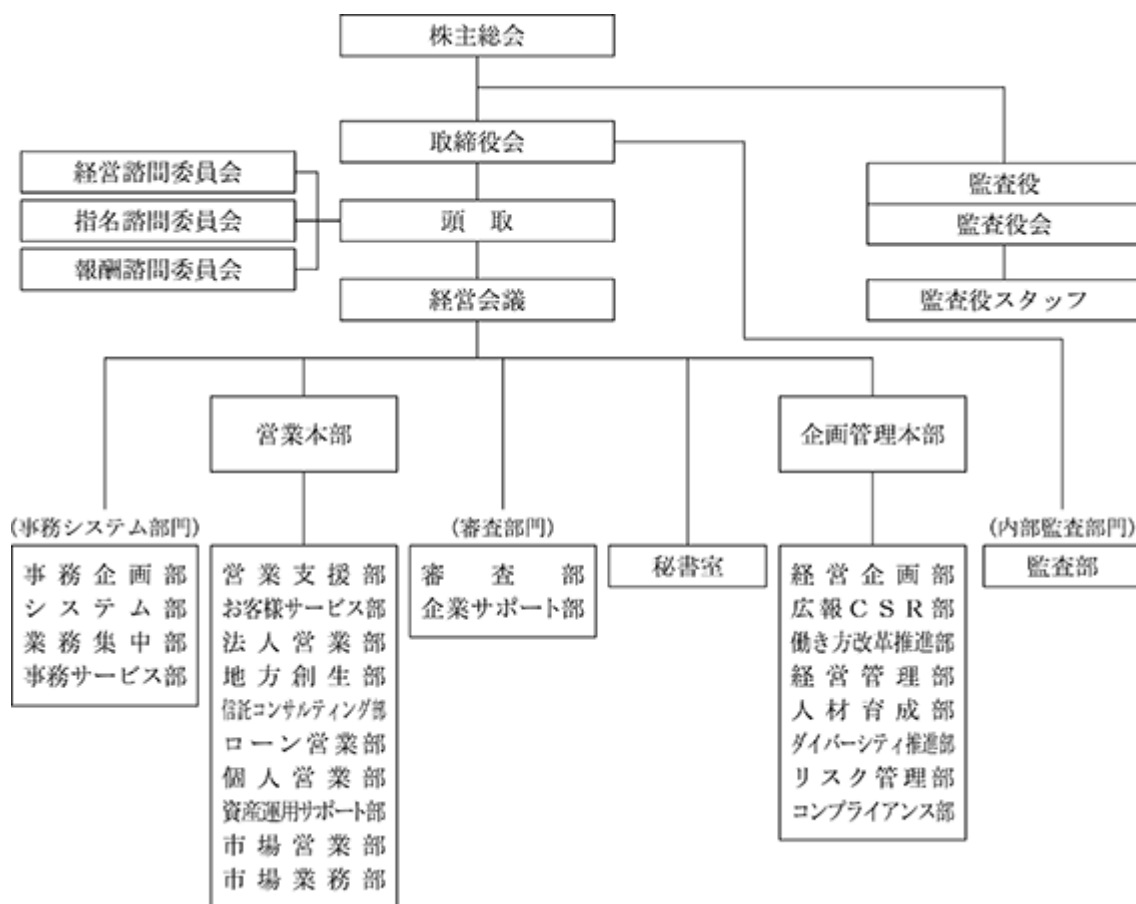 株主総会
取締役会
経営諮問委員会
指名諮問委員会
報酬諮問委員会
頭 取
監査役
監査役会
経営会議
監査役スタッフ
営業本部
企画管理本部
(事務システム部門)
事務企画部
システム部
業務集中部
事務サービス部
営業支援部
お客様サービス部
法人営業部
地方創生部
信託コンサルティング部
ローン営業部
個人営業部
資産運用サポート部
市場営業部
市場業務部
(審査部門)
審査部
企業サポート部
秘書室
経営企画部
広報CSR部
働き方改革推進部
経営管理部
人材育成部
ダイバーシティ推進部
リスク管理部
コンプライアンス部
(内部監査部門)
監査部